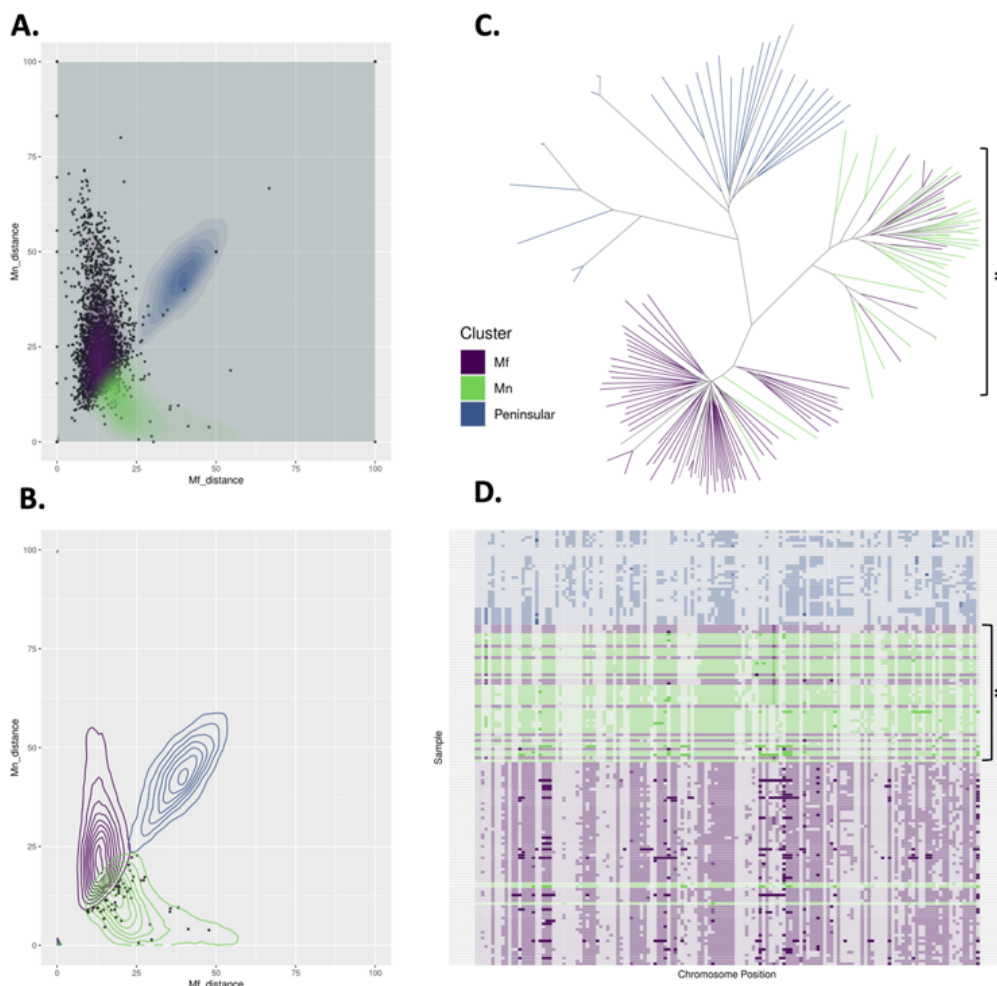 A.
100
75
50
25
0
Mn_distance
0
25
50
75
100
Mf_distance
B.
100
75
50
25
0
Mn_distance
0
25
50
75
100
Mf_distance
C.
Cluster
Mf
Mn
Peninsular
*
D.
Sample
*
Chromosome Position